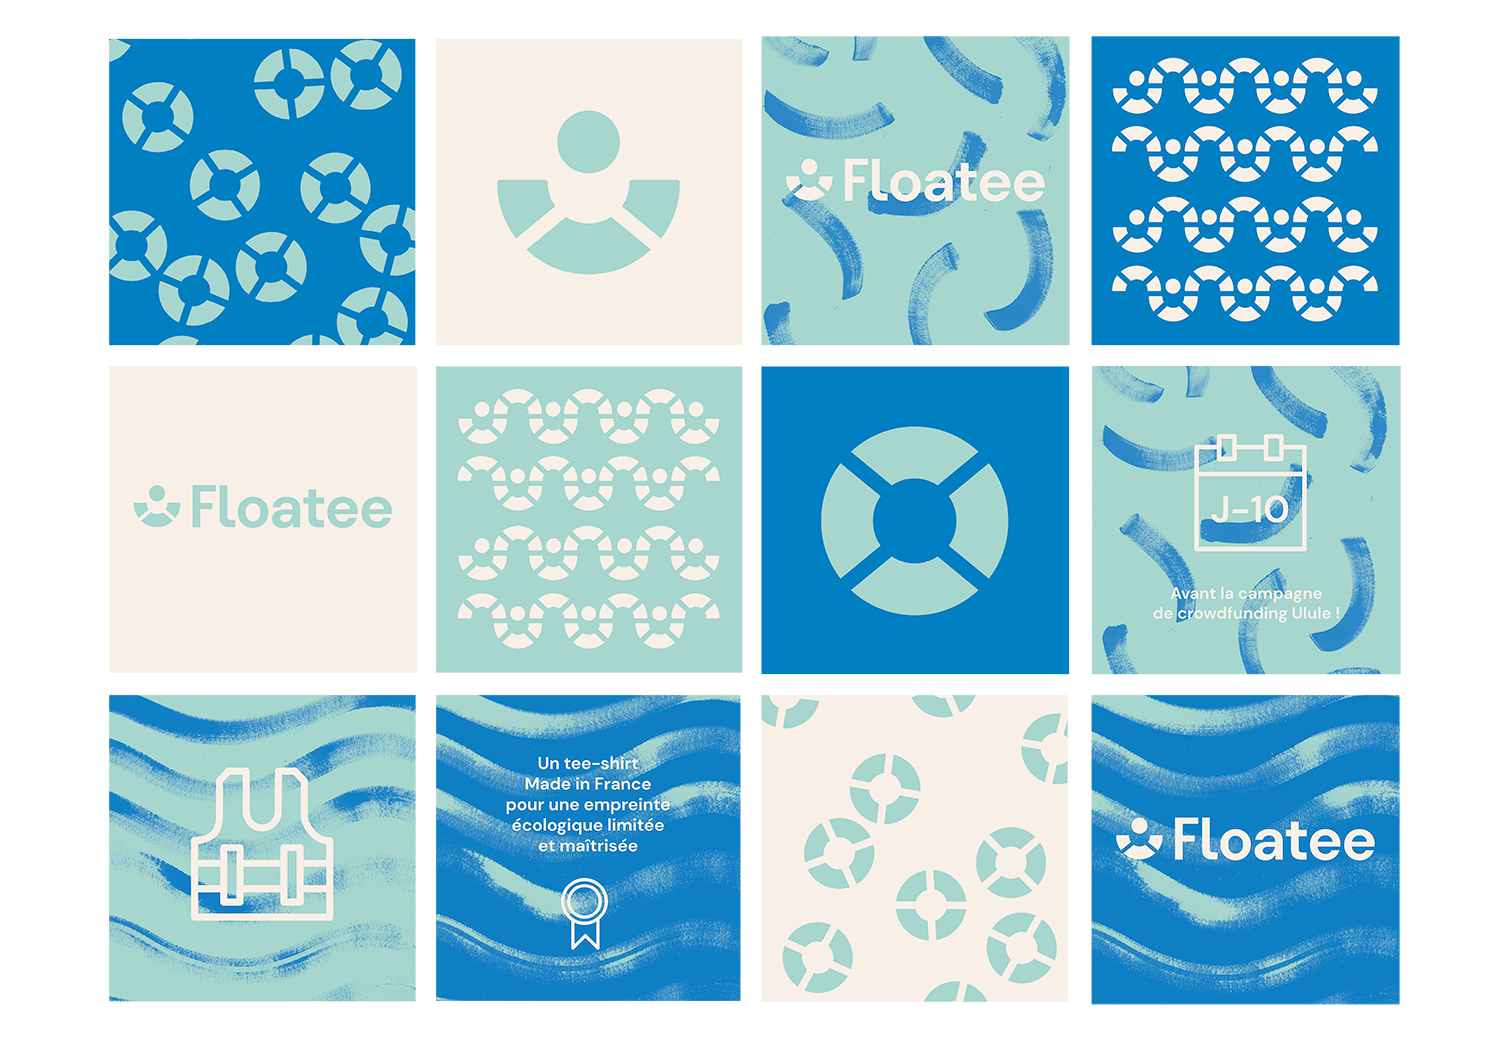 Floatee
Floatee
J-10
Avant la campagne
de crowdfunding Ulule !
Un tee-shirt
Made in France
pour une empreinte
écologique limitée
et maîtrisée
Floatee